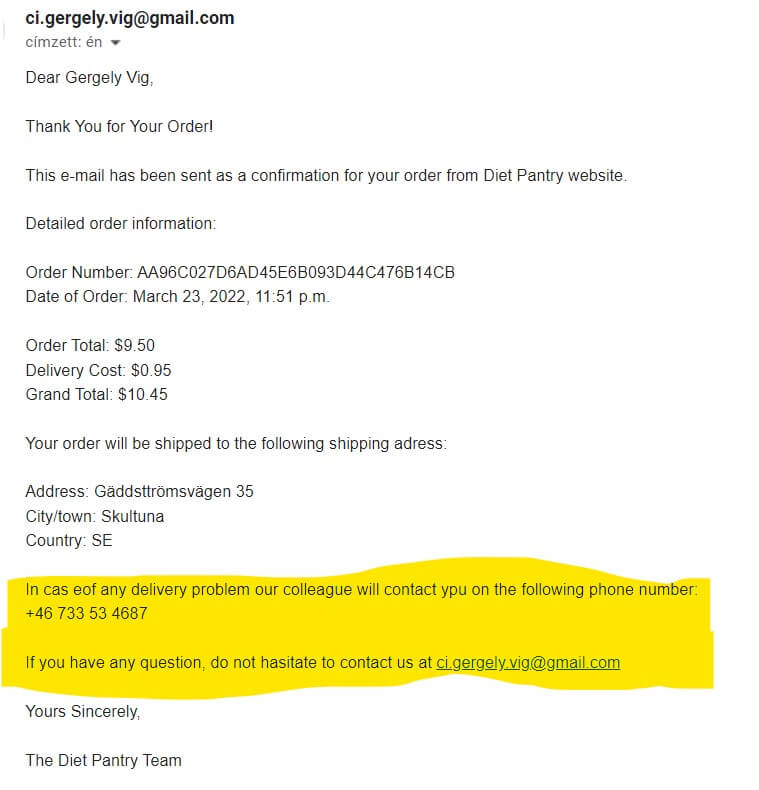 ci.gergely.vig@gmail.com
címzett: én
Dear Gergely Vig,
Thank You for Your Order!
This e-mail has been sent as a confirmation for your order from Diet Pantry website.
Detailed order information:
Order Number: AA96C027D6AD45E6B093D44C476B14CB
Date of Order: March 23, 2022, 11:51 p.m.
Order Total: $9.50
Delivery Cost: $0.95
Grand Total: $10.45
Your order will be shipped to the following shipping adress:
Address: Gäddsttrömsvägen 35
City/town: Skultuna
Country: SE
In cas eof any delivery problem our colleague will contact ypu on the following phone number:
+46 733 53 4687
If you have any question, do not hasitate to contact us at ci.gergely.vig@gmail.com
Yours Sincerely,
The Diet Pantry Team